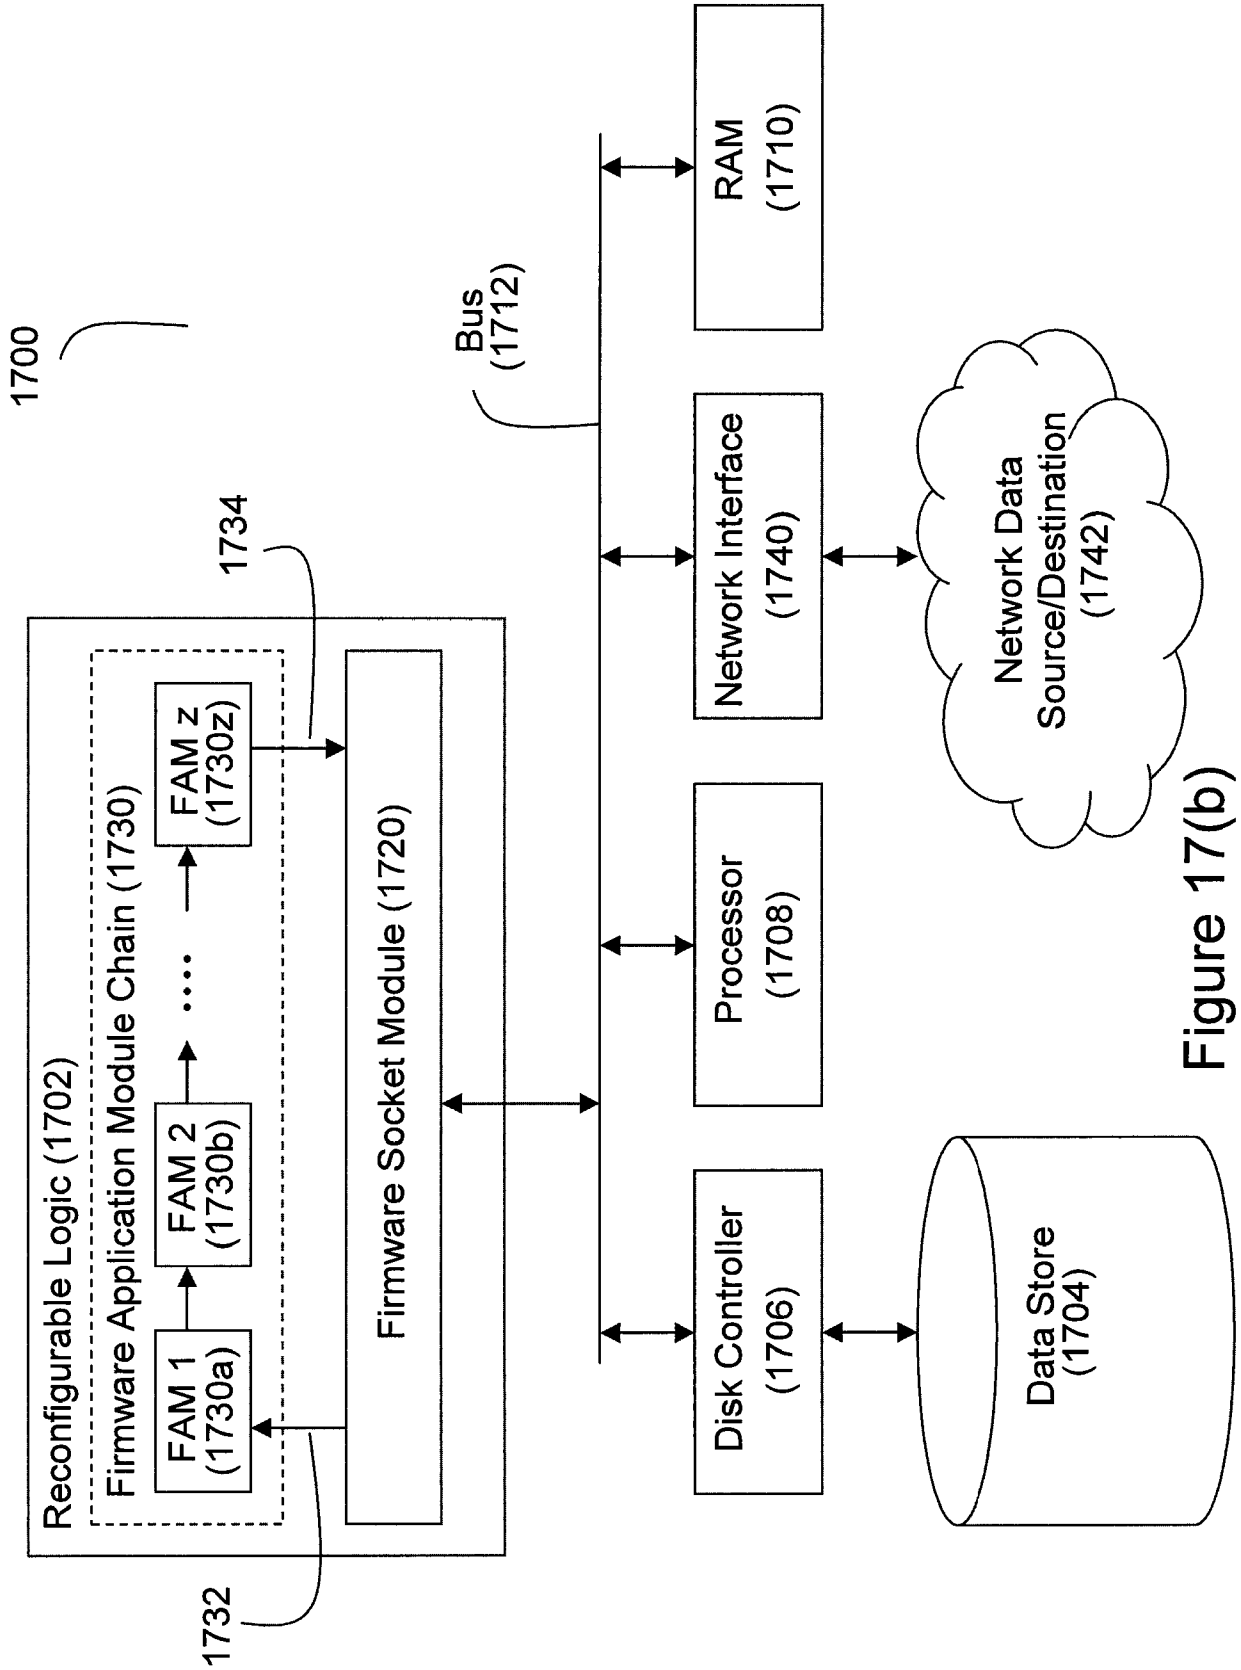 1700
Reconfigurable Logic (1702)
Firmware Application Module Chain (1730)
FAM 1
(1730a)
FAM 2
(1730b)
....
FAM z
(1730z)
1732
1734
Firmware Socket Module (1720)
Bus
(1712)
Disk Controller
(1706)
Processor
(1708)
Network Interface
(1740)
RAM
(1710)
Data Store
(1704)
Network Data
Source/Destination
(1742)
Figure 17(b)